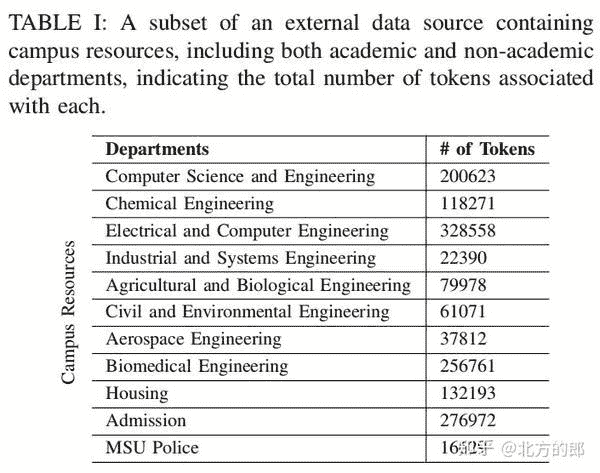 TABLE I: A subset of an external data source containing
campus resources, including both academic and non-academic
departments, indicating the total number of tokens associated
with each.
Departments # of Tokens
Computer Science and Engineering 200623
Chemical Engineering 118271
Electrical and Computer Engineering 328558
Industrial and Systems Engineering 22390
Agricultural and Biological Engineering 79978
Civil and Environmental Engineering 61071
Aerospace Engineering 37812
Biomedical Engineering 256761
Housing 132193
Admission 276972
MSU Police
Campus Resources
知乎 @北方的郎